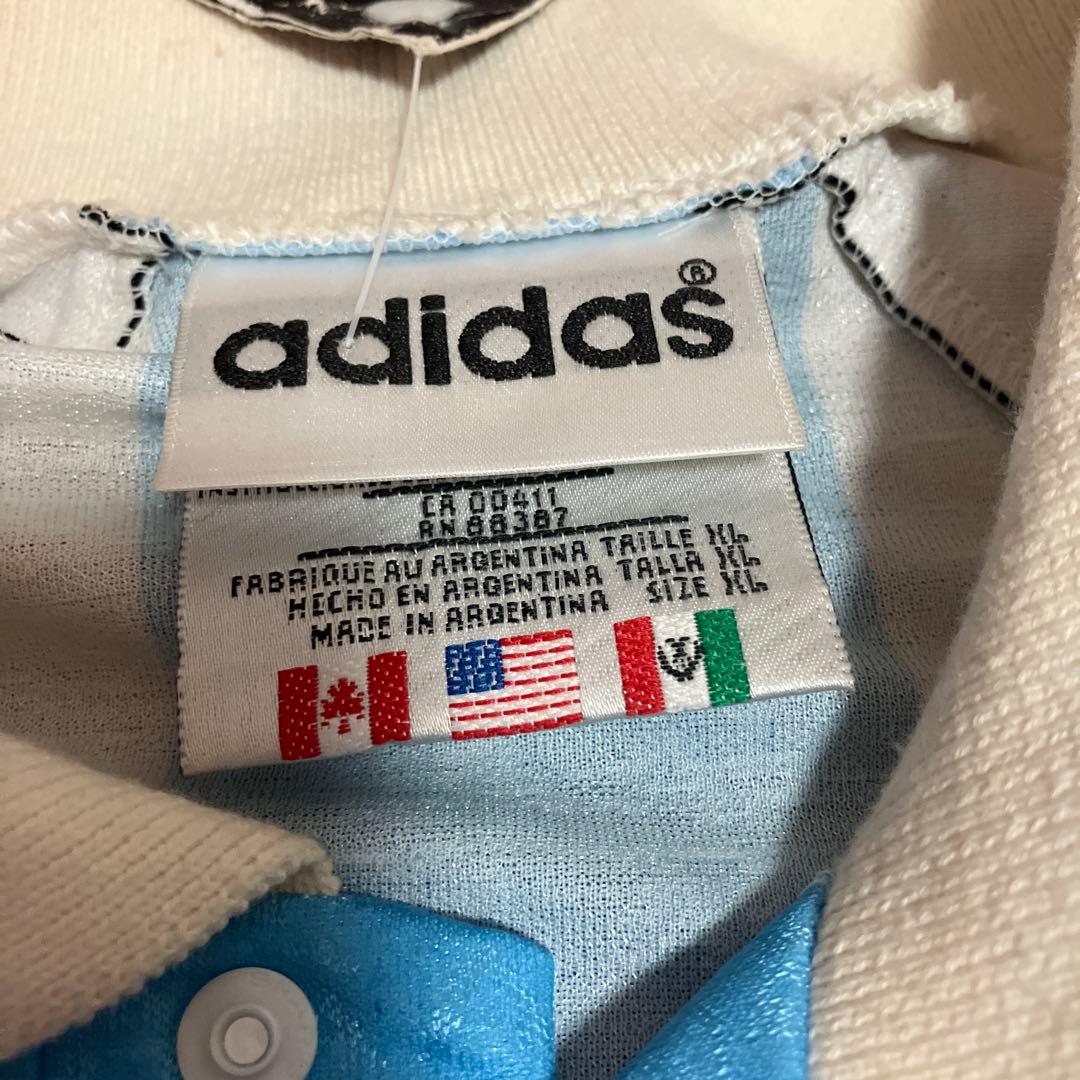 adidas®
CA 00411
RN 88387
FABRIQUE AU ARGENTINA TAILLE XL
HECHO EN ARGENTINA TALLA XL
MADE IN ARGENTINA SIZE XL